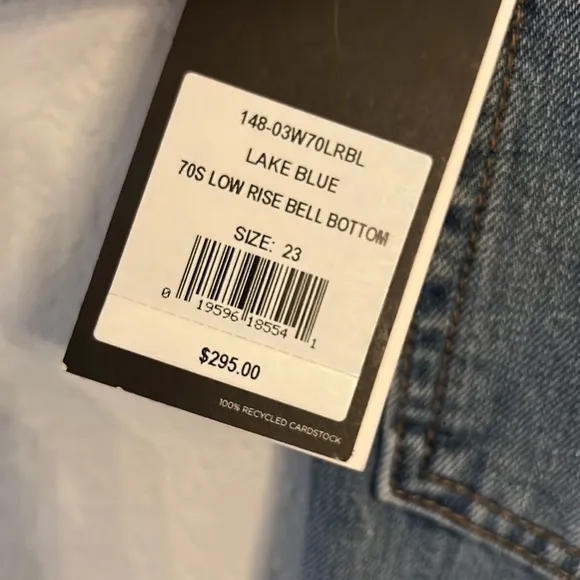 148-03W70LRBL
LAKE BLUE
70S LOW RISE BELL BOTTOM
SIZE: 23
0 19596 18554 1
$295.00
100% RECYCLED CARDSTOCK